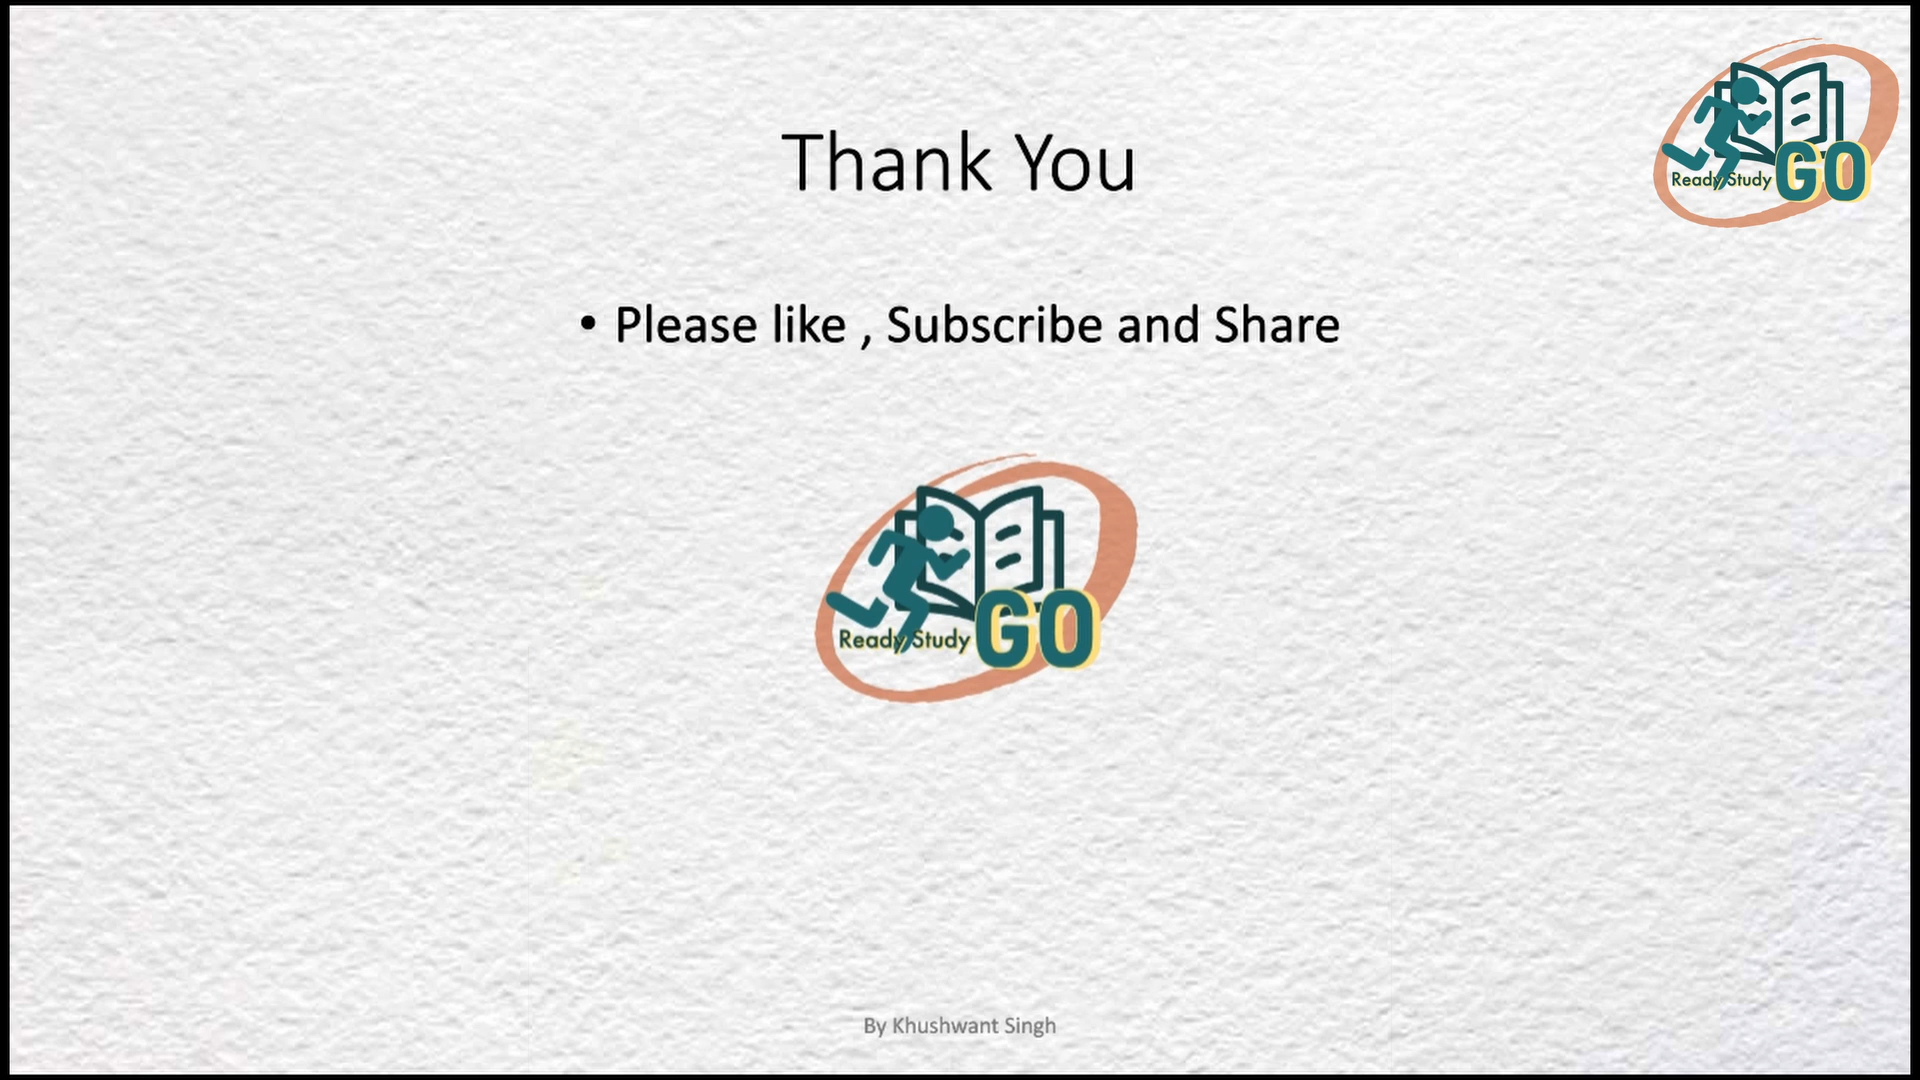 Thank You
Ready Study GO
• Please like , Subscribe and Share
Ready Study GO
By Khushwant Singh